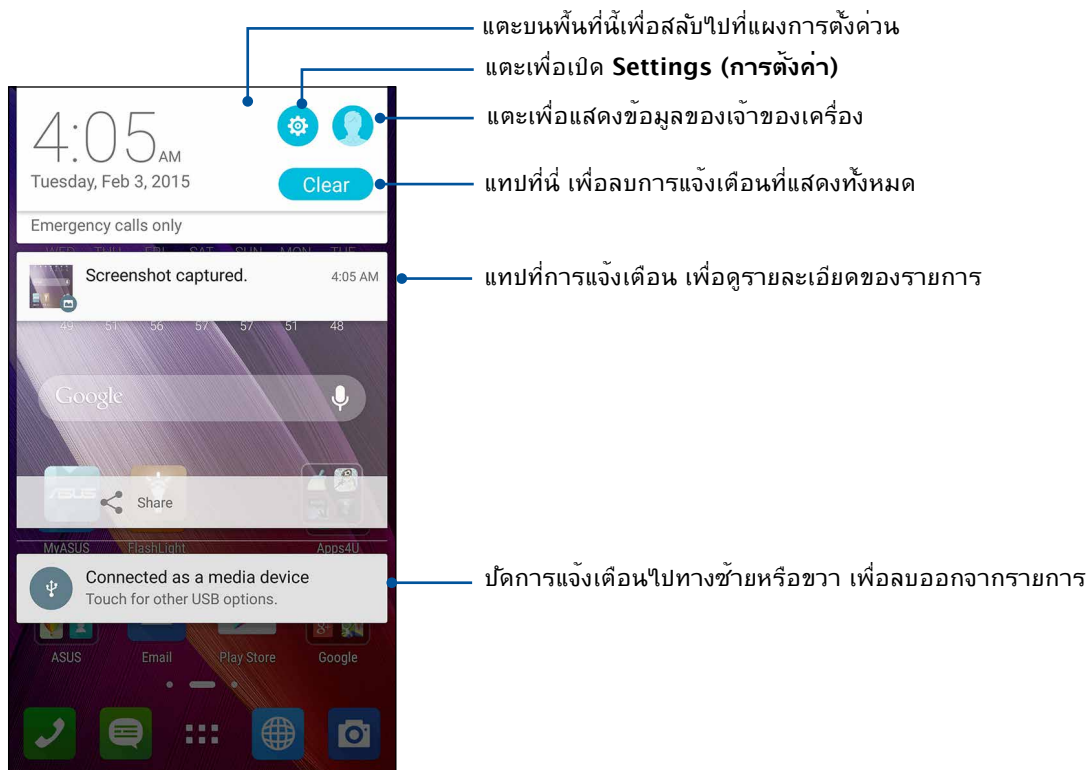 แตะบนพื้นที่นี้เพื่อสลับไปที่แผงการตั้งด่วน
แตะเพื่อเปิด Settings (การตั้งค่า)
แตะเพื่อแสดงข้อมูลของเจ้าของเครื่อง
4:05 AM
Tuesday, Feb 3, 2015
Clear
แทปที่นี่ เพื่อลบการแจ้งเตือนที่แสดงทั้งหมด
Emergency calls only
WED THU FRI SAT SUN MON TUE
Screenshot captured. 4:05 AM
แทปที่การแจ้งเตือน เพื่อดูรายละเอียดของรายการ
49 51 56 57 57 51 48
Google
ASUS
Share
MyASUS FlashLight Apps4U
Connected as a media device
Touch for other USB options.
ปัดการแจ้งเตือนไปทางซ้ายหรือขวา เพื่อลบออกจากรายการ
ASUS Email Play Store Google